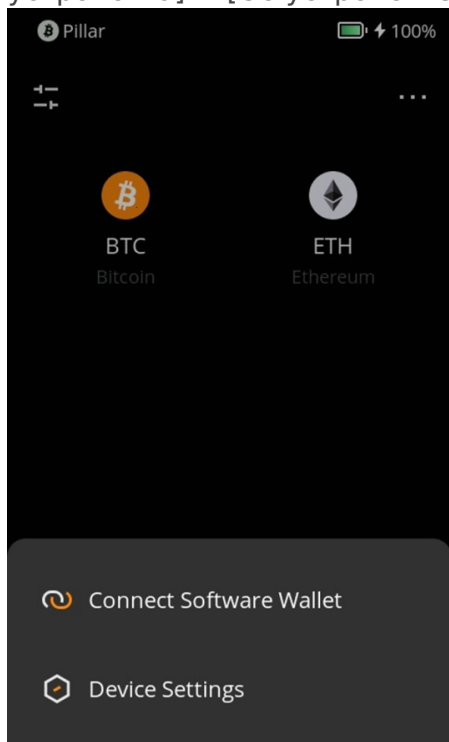 Pillar
100%
...
BTC
ETH
Bitcoin
Ethereum
Connect Software Wallet
Device Settings